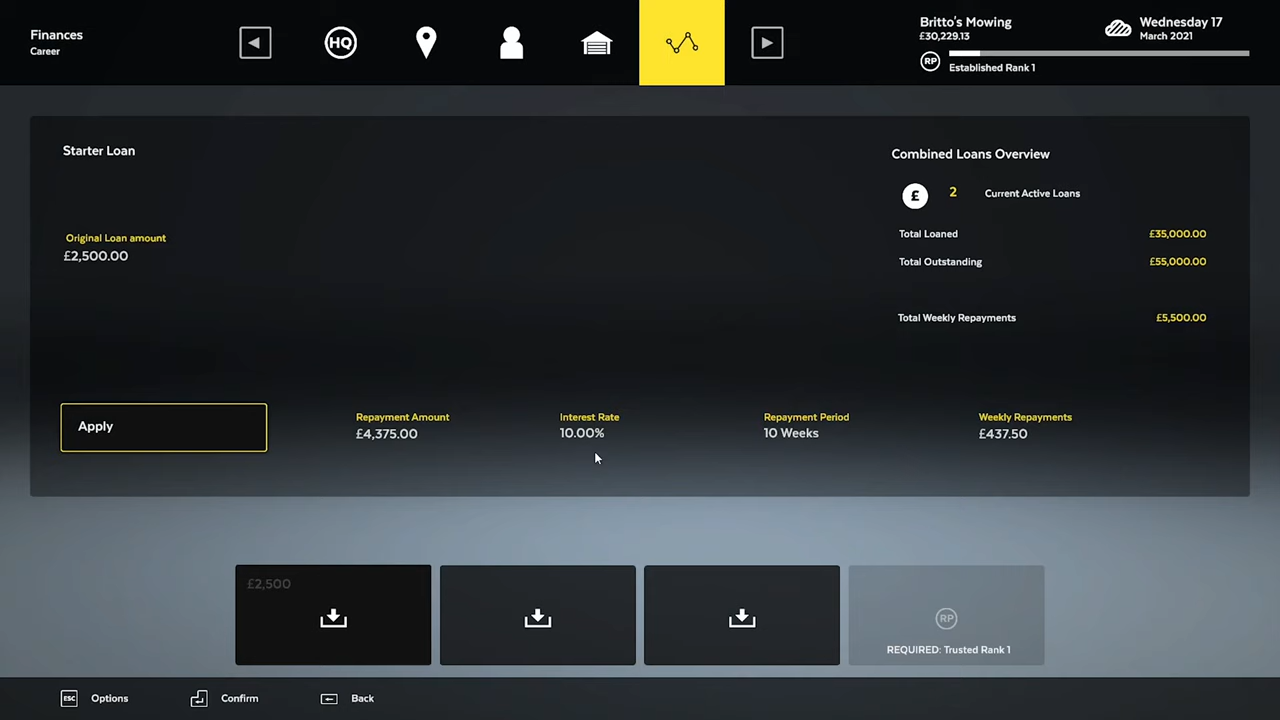 Finances
Career
HQ
Britto's Mowing
£30,229.13
Wednesday 17
March 2021
RP
Established Rank 1
Starter Loan
Original Loan amount
£2,500.00
Combined Loans Overview
£ 2 Current Active Loans
Total Loaned £35,000.00
Total Outstanding £55,000.00
Total Weekly Repayments £5,500.00
Apply
Repayment Amount
£4,375.00
Interest Rate
10.00%
Repayment Period
10 Weeks
Weekly Repayments
£437.50
£2,500
RP
REQUIRED: Trusted Rank 1
ESC Options
Confirm
Back